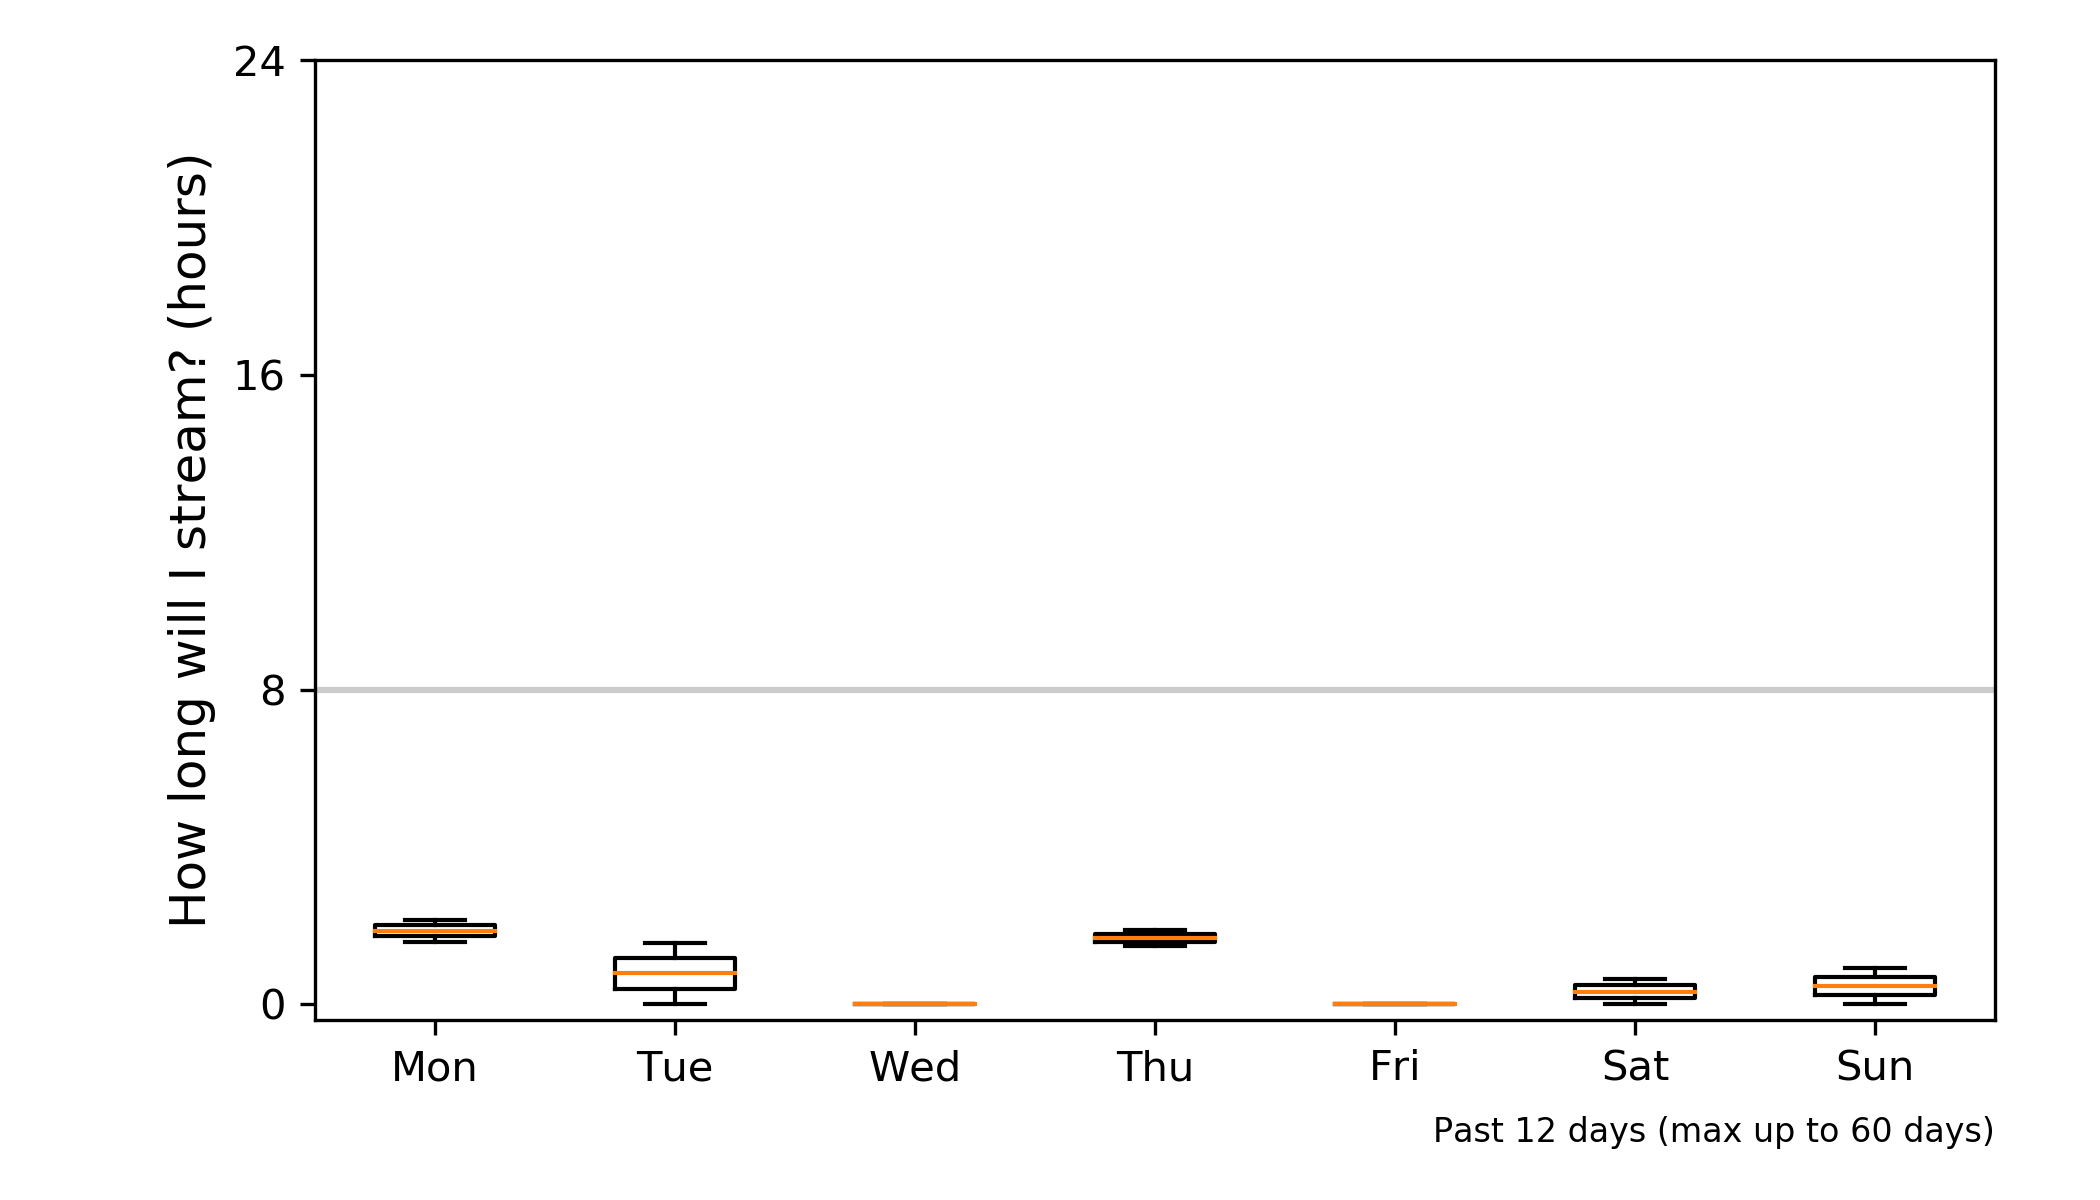 How long will I stream? (hours)
24
16
8
0
Mon Tue Wed Thu Fri Sat Sun
Past 12 days (max up to 60 days)